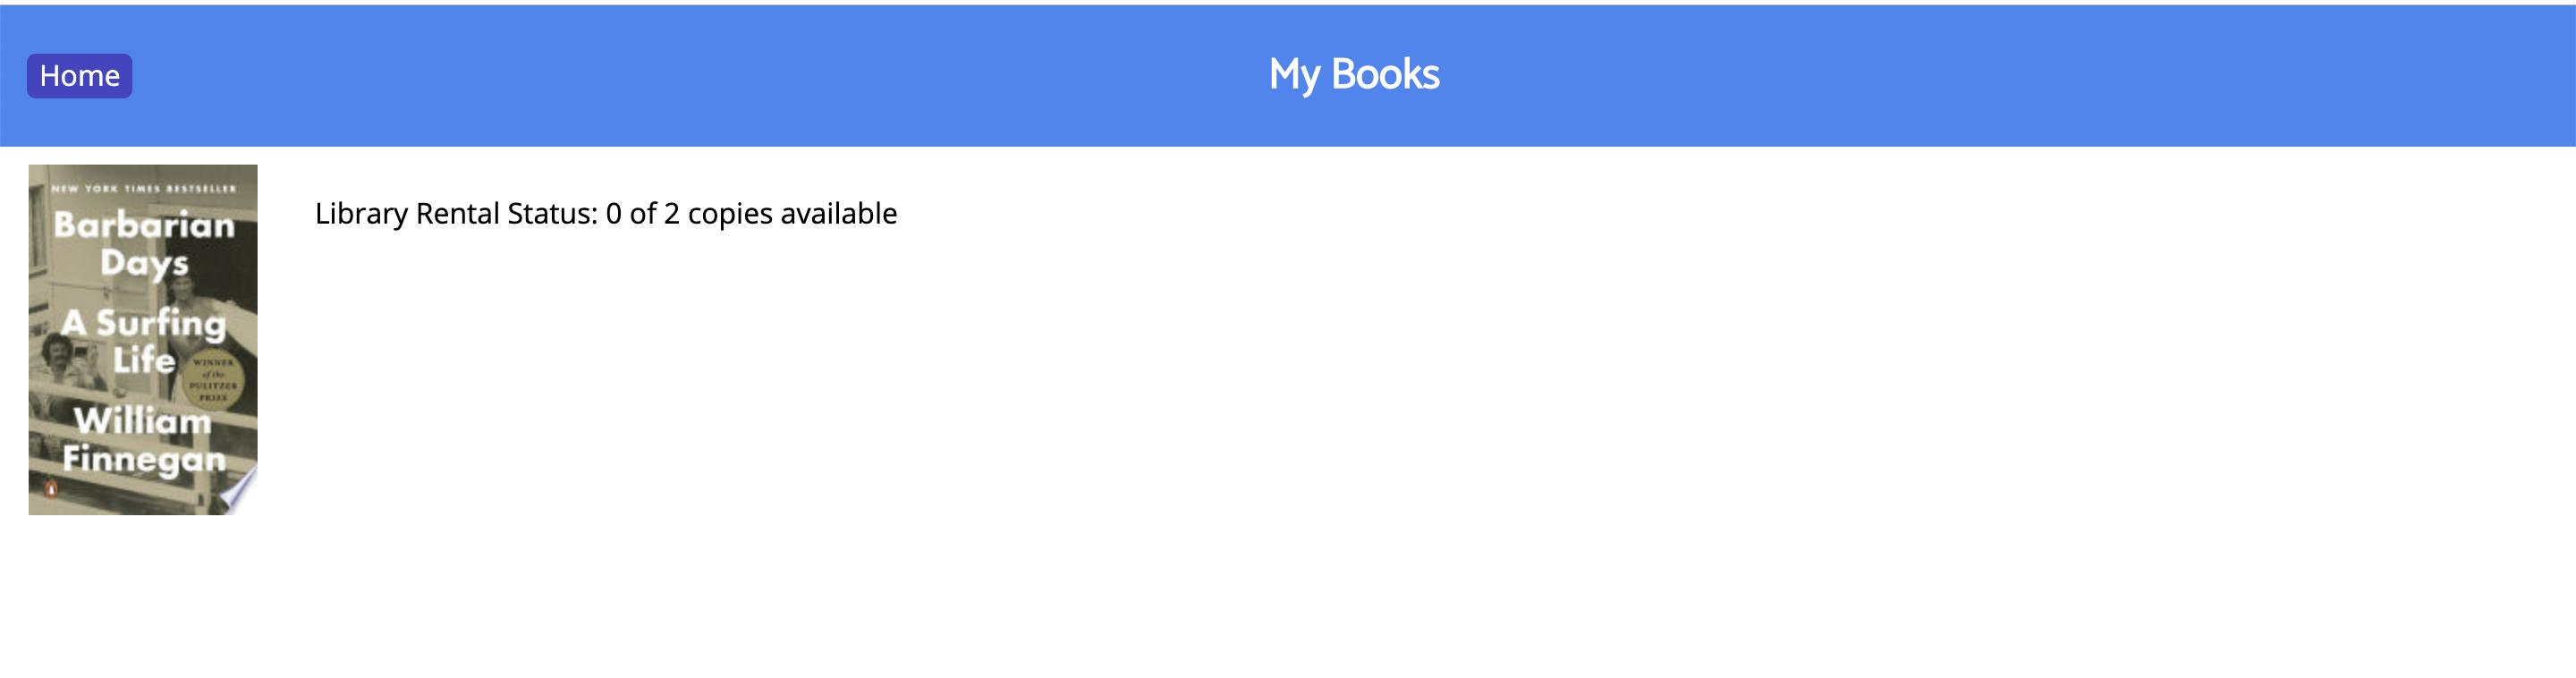 Home
My Books
NEW YORK TIMES BESTSELLER
Barbarian
Days
A Surfing
Life
WINNER
of the
PULITZER
PRIZE
William
Finnegan
Library Rental Status: 0 of 2 copies available